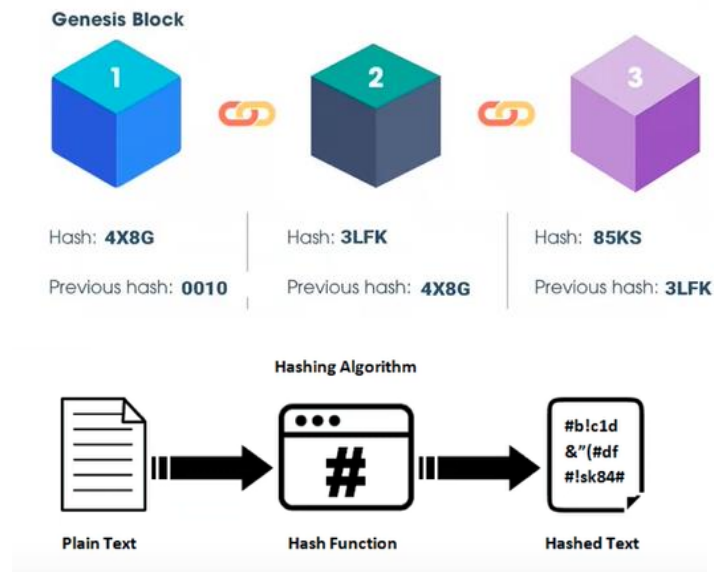 Genesis Block
1
2
3
Hash: 4X8G
Hash: 3LFK
Hash: 85KS
Previous hash: 0010
Previous hash: 4X8G
Previous hash: 3LFK
Hashing Algorithm
#
#b!c1d
&"(#df
#!sk84#
Plain Text
Hash Function
Hashed Text